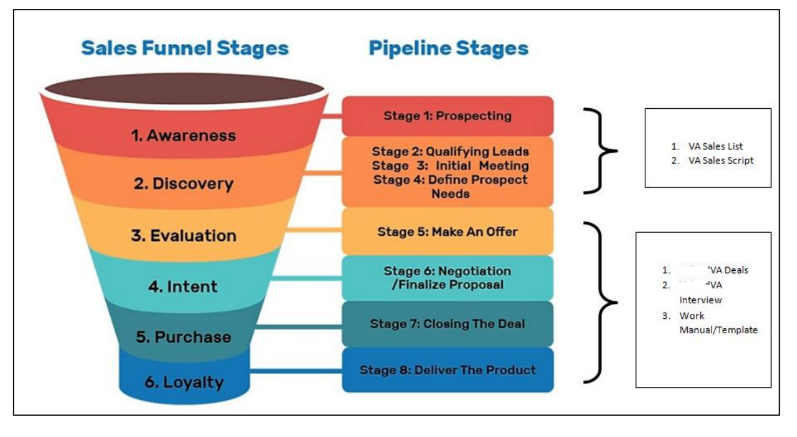 Sales Funnel Stages
Pipeline Stages
1. Awareness
2. Discovery
3. Evaluation
4. Intent
5. Purchase
6. Loyalty
Stage 1: Prospecting
Stage 2: Qualifying Leads
Stage 3: Initial Meeting
Stage 4: Define Prospect
Needs
Stage 5: Make An Offer
Stage 6: Negotiation
/Finalize Proposal
Stage 7: Closing The Deal
Stage 8: Deliver The Product
1. VA Sales List
2. VA Sales Script
1. VA Deals
2. VA
Interview
3. Work
Manual/Template